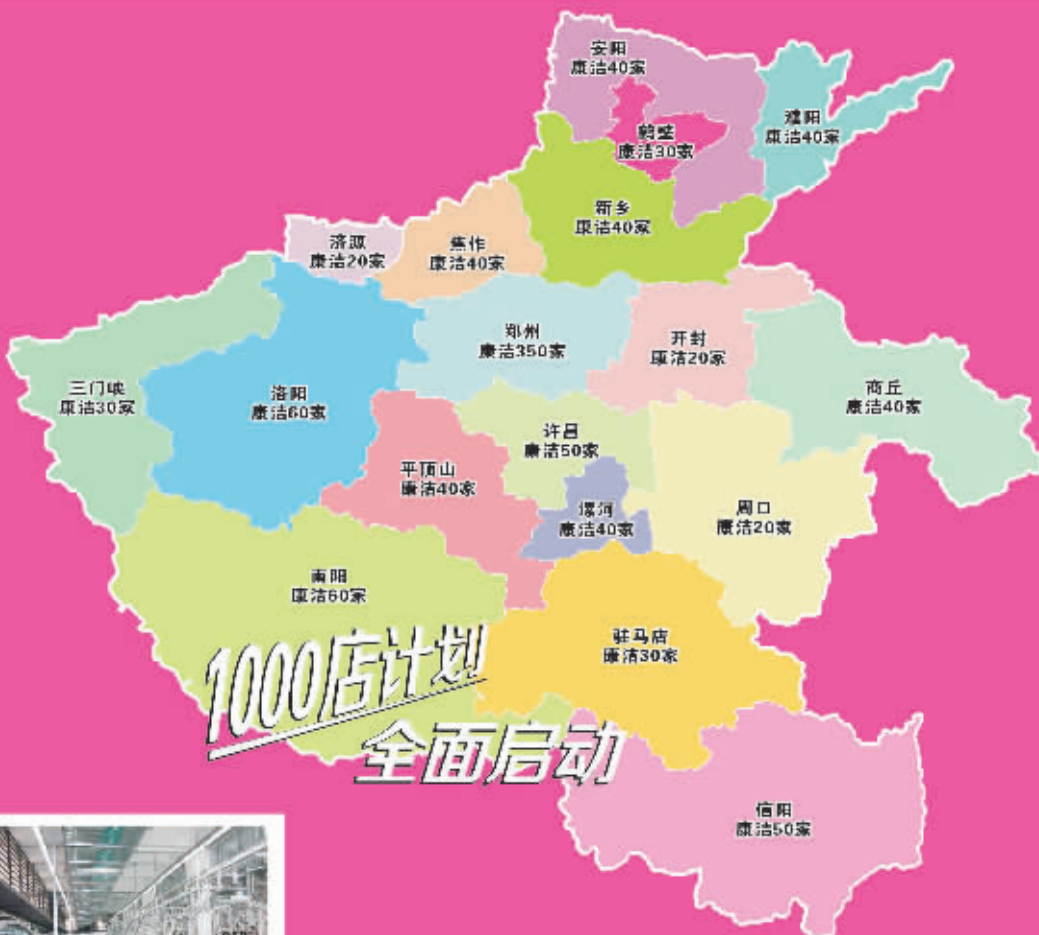 安阳
康洁40家
濮阳
康洁40家
鹤壁
康洁30家
新乡
康洁40家
济源
康洁20家
焦作
康洁40家
郑州
康洁350家
开封
康洁20家
三门峡
康洁30家
洛阳
康洁60家
商丘
康洁40家
许昌
康洁50家
平顶山
康洁40家
漯河
康洁40家
周口
康洁20家
南阳
康洁60家
驻马店
康洁30家
1000店计划
全面启动
信阳
康洁50家